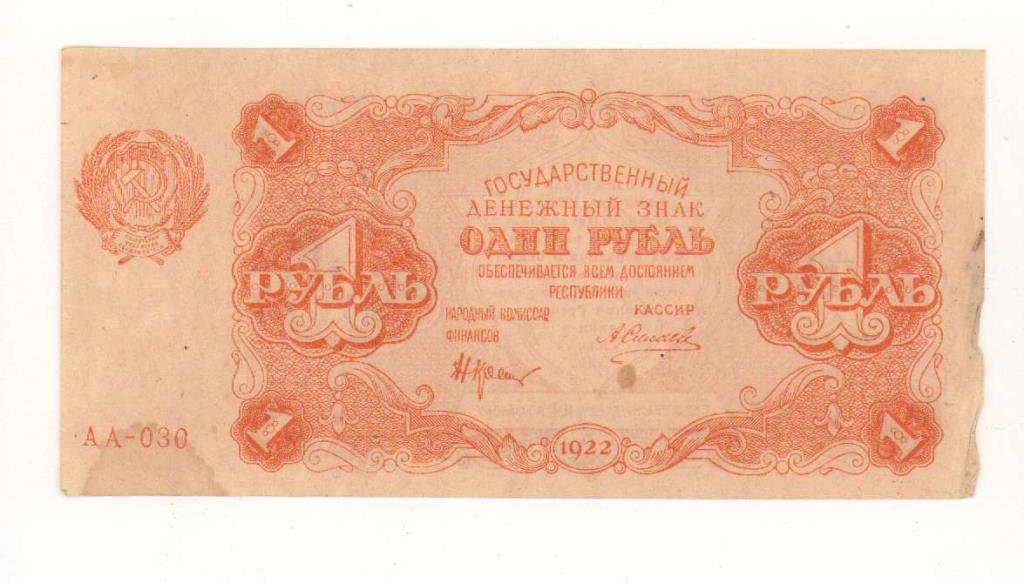 1
1
ГОСУДАРСТВЕННЫЙ
ДЕНЕЖНЫЙ ЗНАК
ОДИН РУБЛЬ
ОБЕСПЕЧИВАЕТСЯ ВСЕМ ДОСТОЯНИЕМ
РЕСПУБЛИКИ
1
РУБЛЬ
1
РУБЛЬ
НАРОДНЫЙ КОМИССАР
ФИНАНСОВ
КАССИР
АА-030
1
1922
1